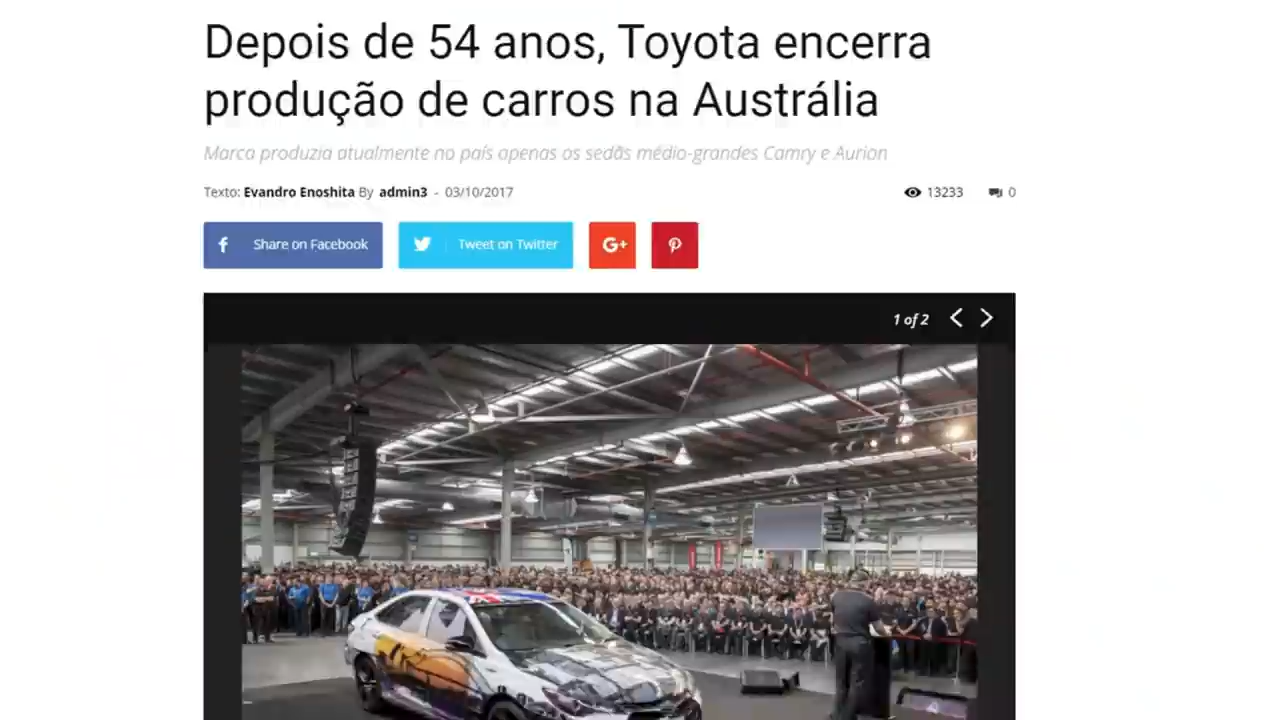 Depois de 54 anos, Toyota encerra
produção de carros na Austrália
Marca produzia atualmente no país apenas os sedãs médio-grandes Camry e Aurion
Texto: Evandro Enoshita By admin3 - 03/10/2017 13233 0
Share on Facebook Tweet on Twitter G+
1 of 2